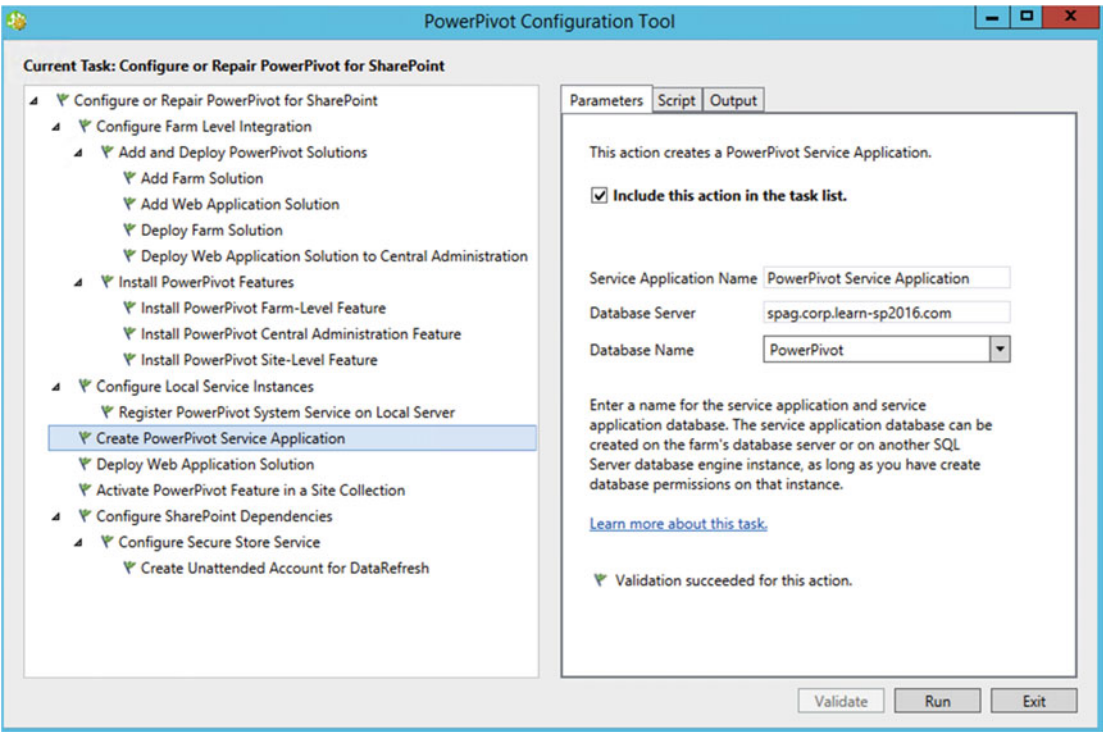 PowerPivot Configuration Tool
Current Task: Configure or Repair PowerPivot for SharePoint
Configure or Repair PowerPivot for SharePoint
Configure Farm Level Integration
Add and Deploy PowerPivot Solutions
Add Farm Solution
Add Web Application Solution
Deploy Farm Solution
Deploy Web Application Solution to Central Administration
Install PowerPivot Features
Install PowerPivot Farm-Level Feature
Install PowerPivot Central Administration Feature
Install PowerPivot Site-Level Feature
Configure Local Service Instances
Register PowerPivot System Service on Local Server
Create PowerPivot Service Application
Deploy Web Application Solution
Activate PowerPivot Feature in a Site Collection
Configure SharePoint Dependencies
Configure Secure Store Service
Create Unattended Account for DataRefresh
Parameters Script Output
This action creates a PowerPivot Service Application.
Include this action in the task list.
Service Application Name PowerPivot Service Application
Database Server spag.corp.learn-sp2016.com
Database Name PowerPivot
Enter a name for the service application and service
application database. The service application database can be
created on the farm's database server or on another SQL
Server database engine instance, as long as you have create
database permissions on that instance.
Learn more about this task.
Validation succeeded for this action.
Validate Run Exit